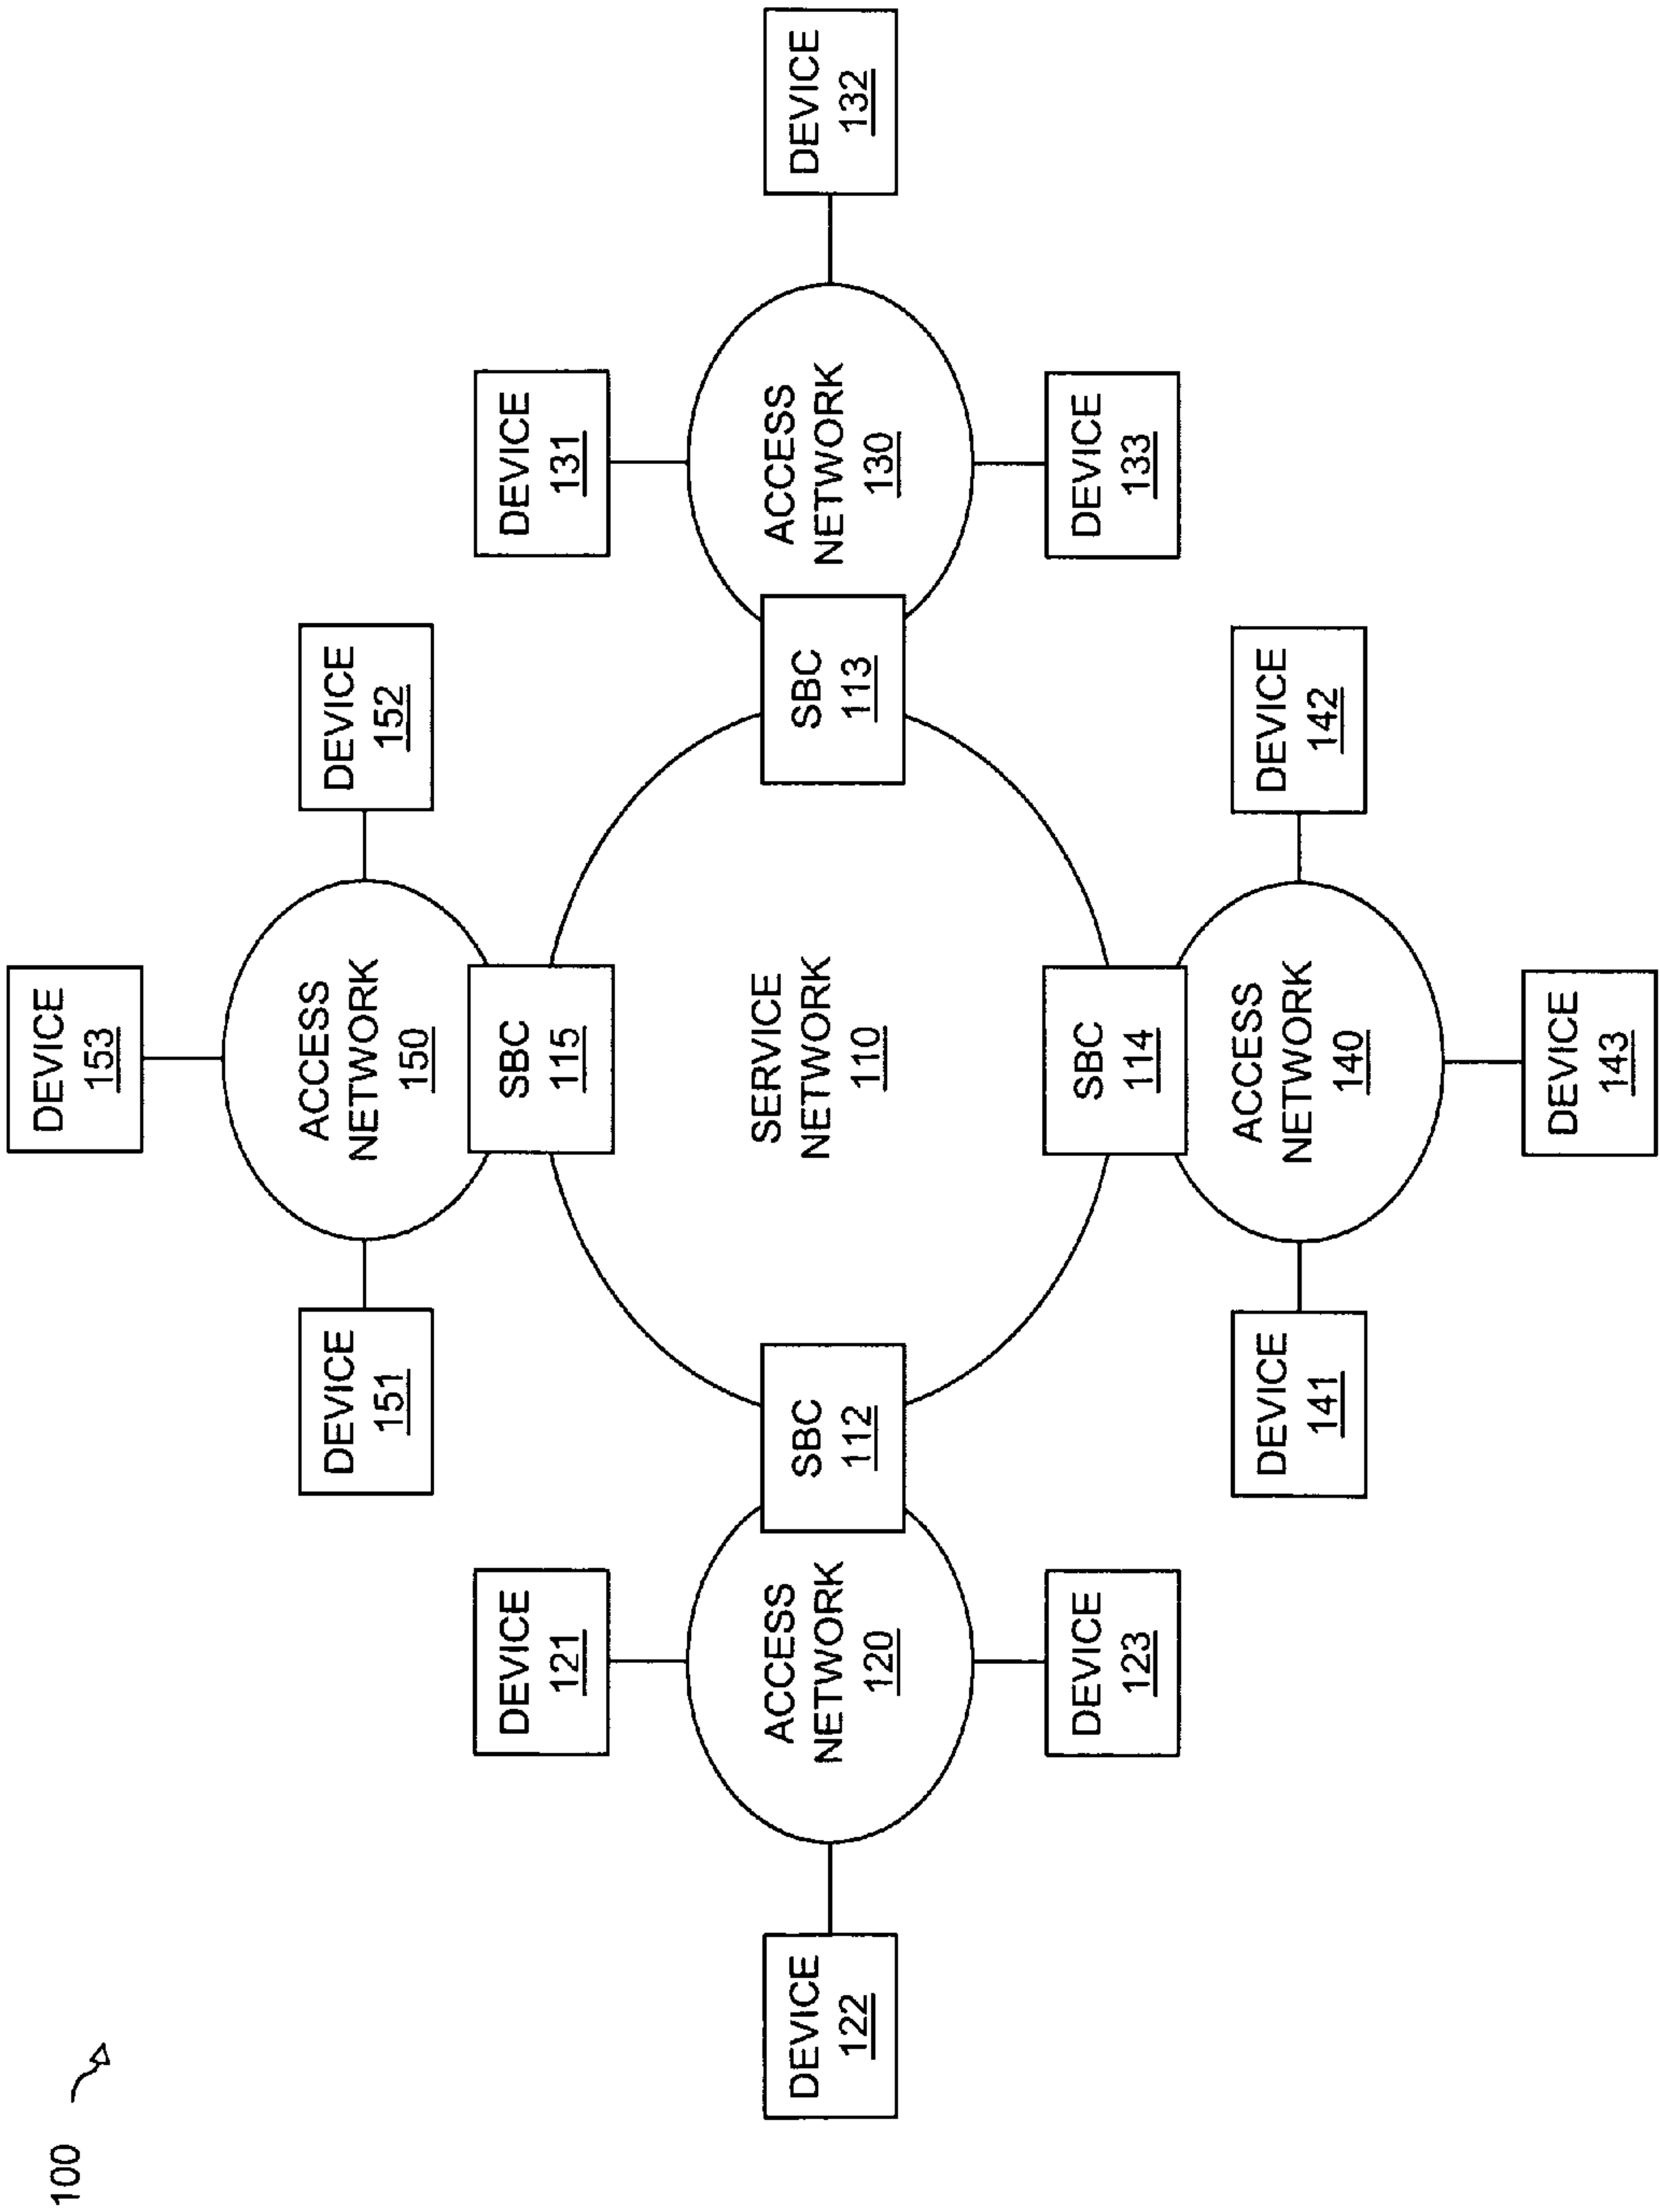 100
DEVICE
153
DEVICE
151
ACCESS
NETWORK
150
DEVICE
152
SBC
115
DEVICE
121
DEVICE
131
DEVICE
122
ACCESS
NETWORK
120
SBC
112
SERVICE
NETWORK
110
SBC
113
ACCESS
NETWORK
130
DEVICE
132
DEVICE
123
DEVICE
133
SBC
114
DEVICE
141
ACCESS
NETWORK
140
DEVICE
142
DEVICE
143